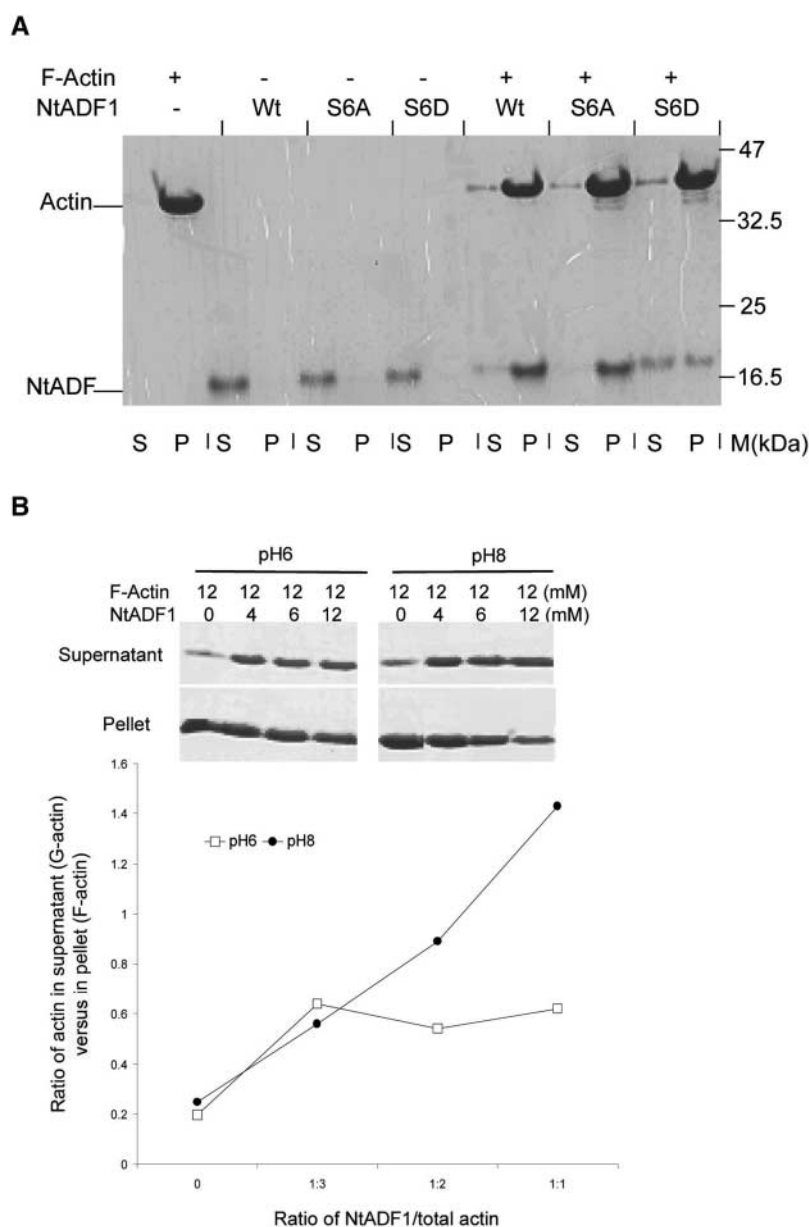 A
F-Actin + - - - + + +
NtADF1 - Wt S6A S6D Wt S6A S6D
47
Actin
32.5
25
NtADF
16.5
S P S P S P S P S P S P S P M(kDa)
B
pH6 pH8
F-Actin 12 12 12 12 12 12 12 12 (mM)
NtADF1 0 4 6 12 0 4 6 12 (mM)
Supernatant
Pellet
1.6
1.4
1.2
1
0.8
0.6
0.4
0.2
0
pH6 pH8
Ratio of actin in supernatant (G-actin)
versus in pellet (F-actin)
0 1:3 1:2 1:1
Ratio of NtADF1/total actin